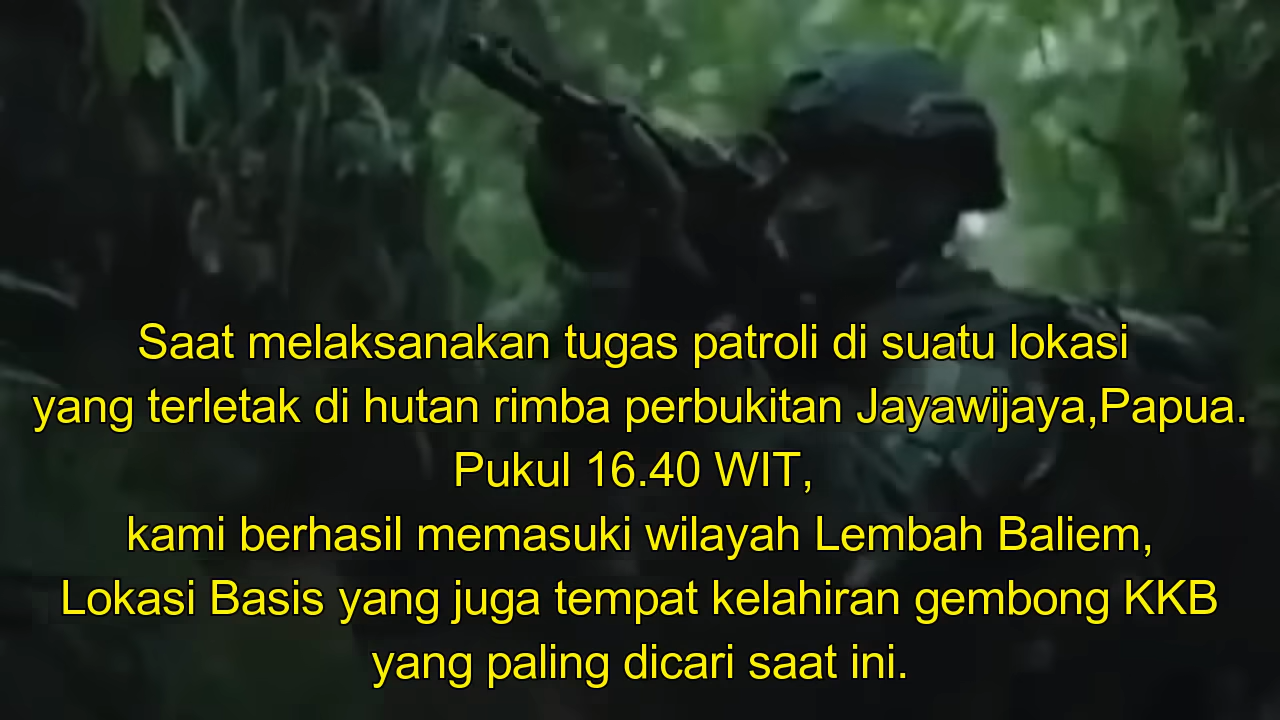 Saat melaksanakan tugas patroli di suatu lokasi
yang terletak di hutan rimba perbukitan Jayawijaya,Papua.
Pukul 16.40 WIT,
kami berhasil memasuki wilayah Lembah Baliem,
Lokasi Basis yang juga tempat kelahiran gembong KKB
yang paling dicari saat ini.